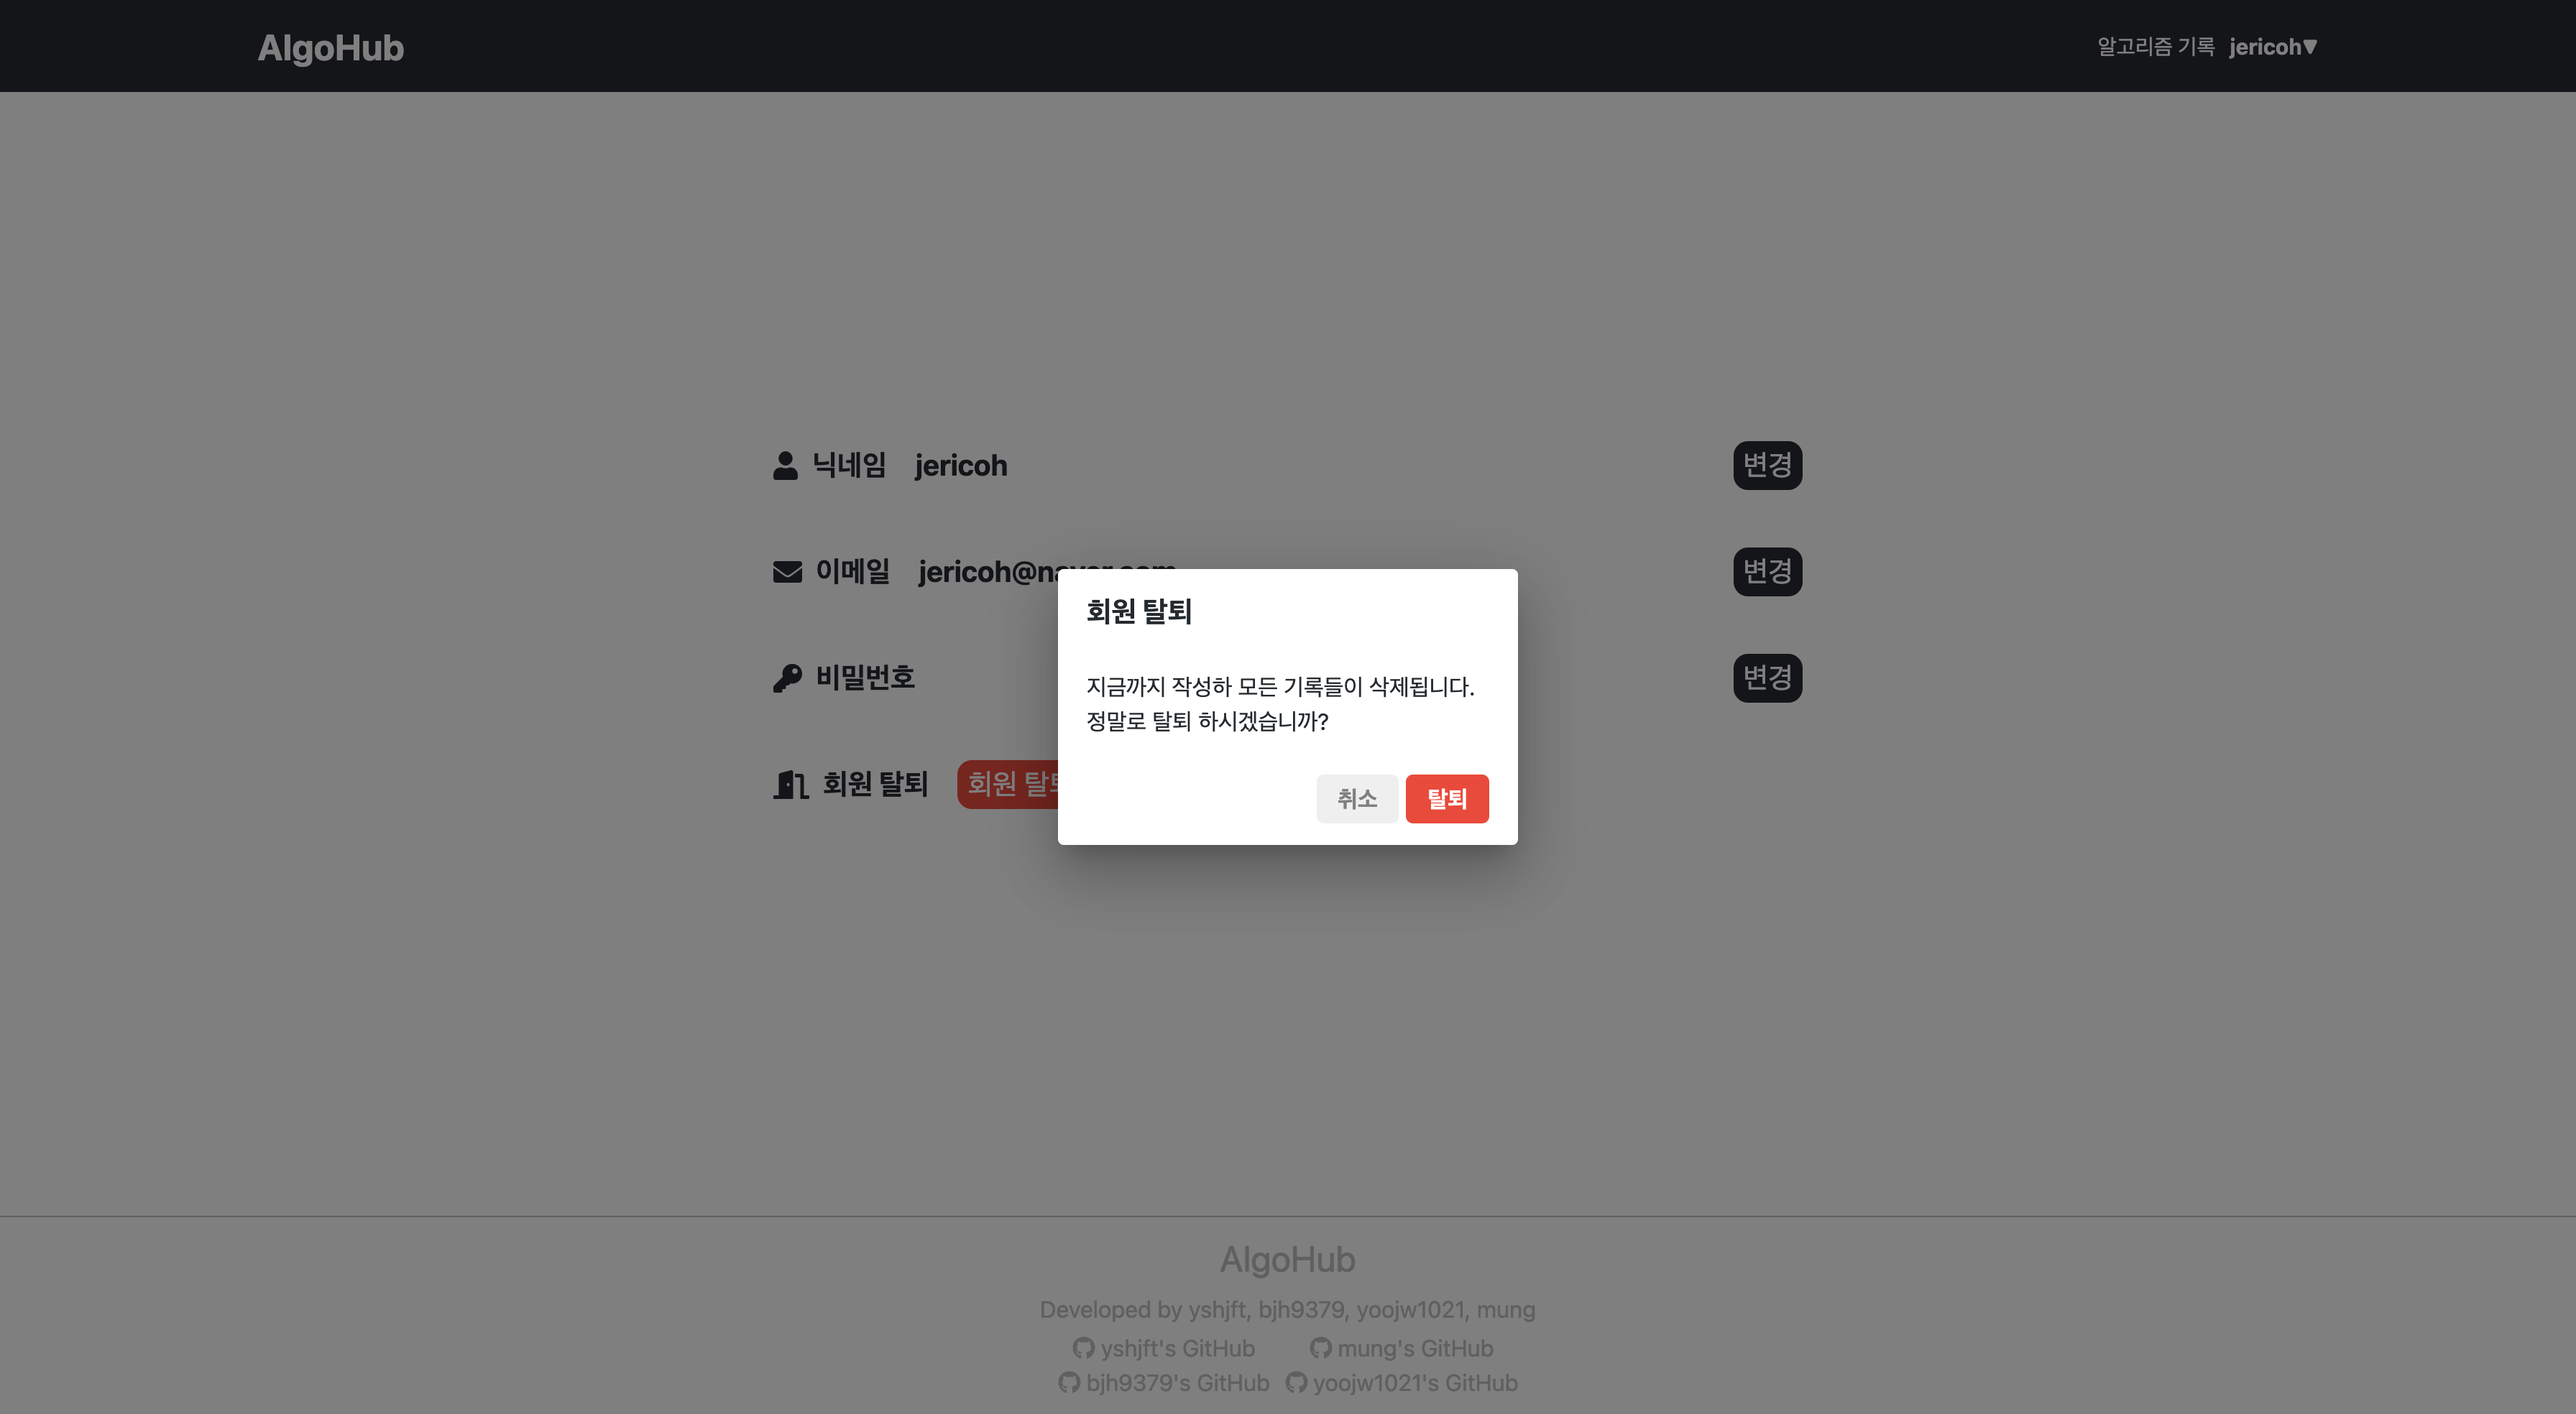 AlgoHub
알고리즘 기록 jericoh▼
닉네임 jericoh 변경
이메일 jericoh@naver.com 변경
비밀번호 변경
회원 탈퇴 회원 탈퇴
회원 탈퇴
지금까지 작성하 모든 기록들이 삭제됩니다.
정말로 탈퇴 하시겠습니까?
취소 탈퇴
AlgoHub
Developed by yshjft, bjh9379, yoojw1021, mung
yshjft's GitHub mung's GitHub
bjh9379's GitHub yoojw1021's GitHub